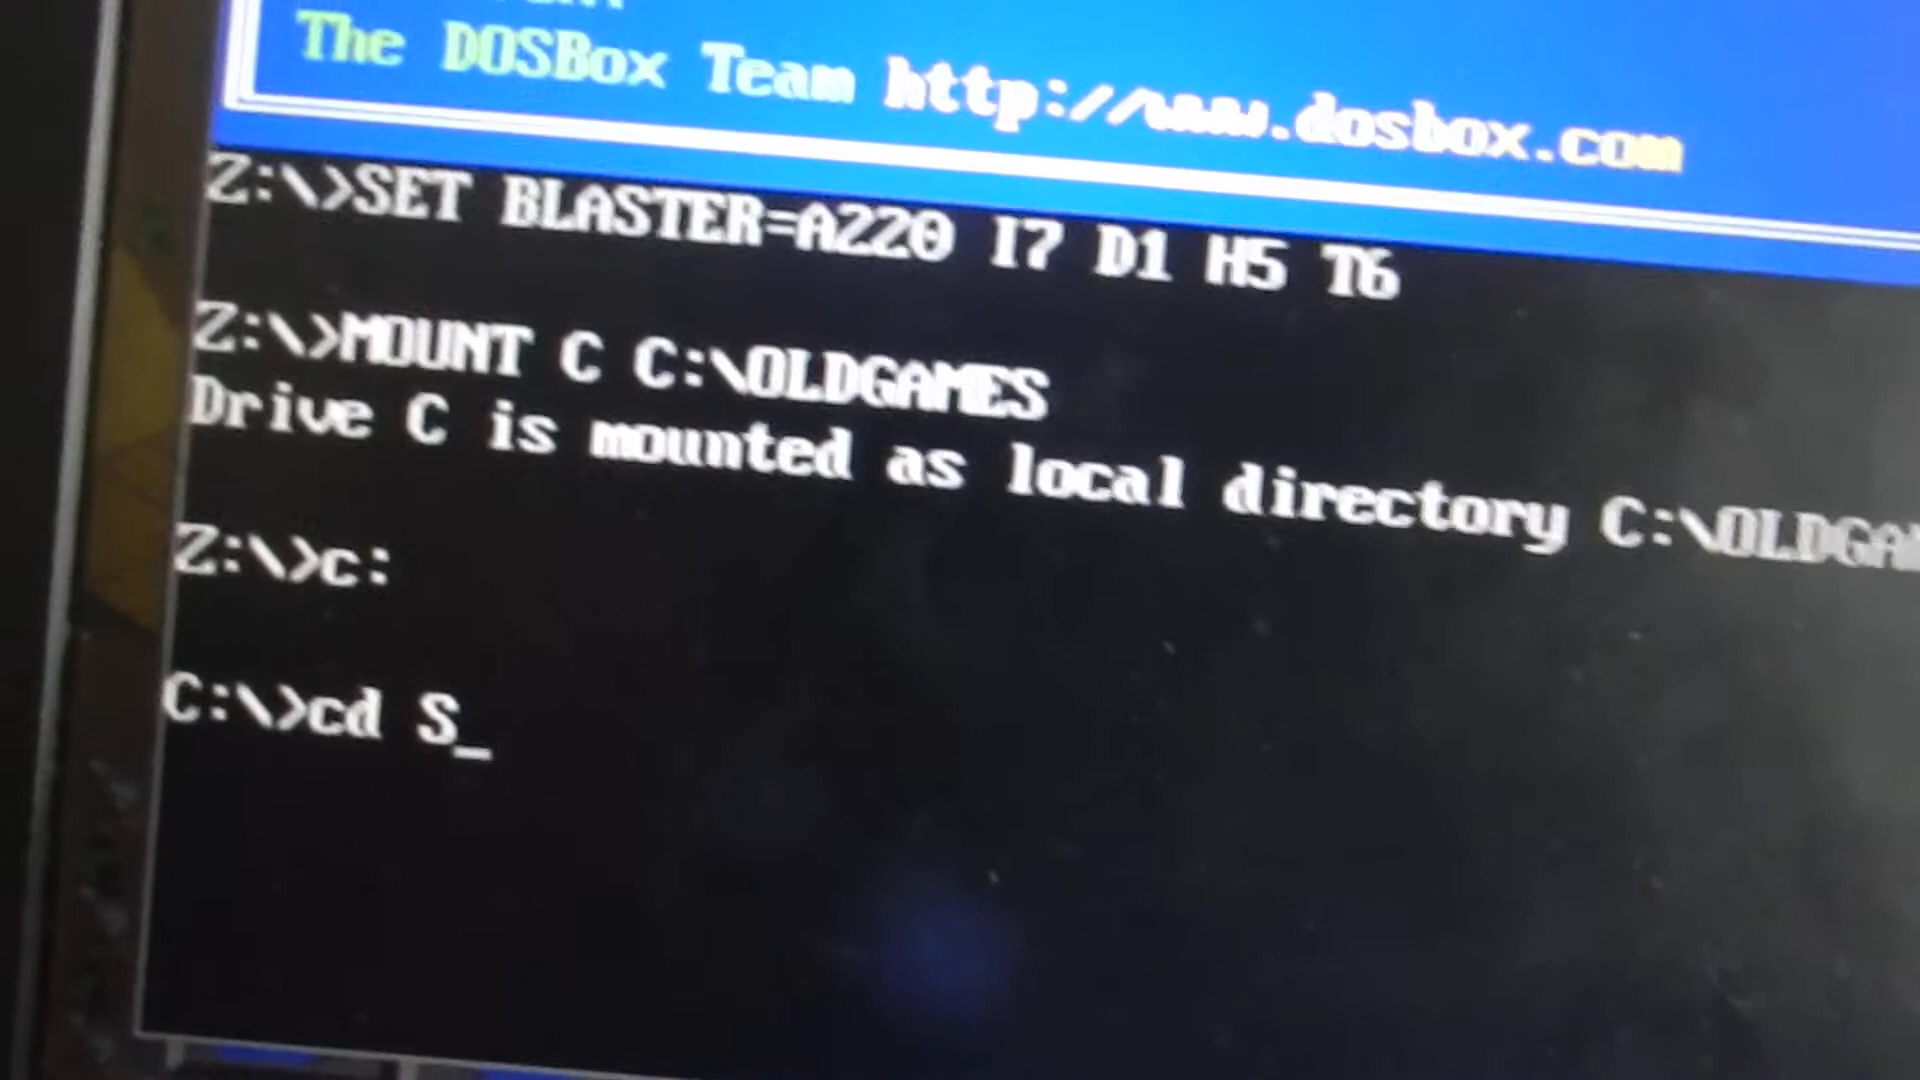 The DOSBox Team http://www.dosbox.com
Z:\>SET BLASTER=A220 I7 D1 H5 T6
Z:\>MOUNT C C:\OLDGAMES
Drive C is mounted as local directory C:\OLDGAM
Z:\>c:
C:\>cd S_